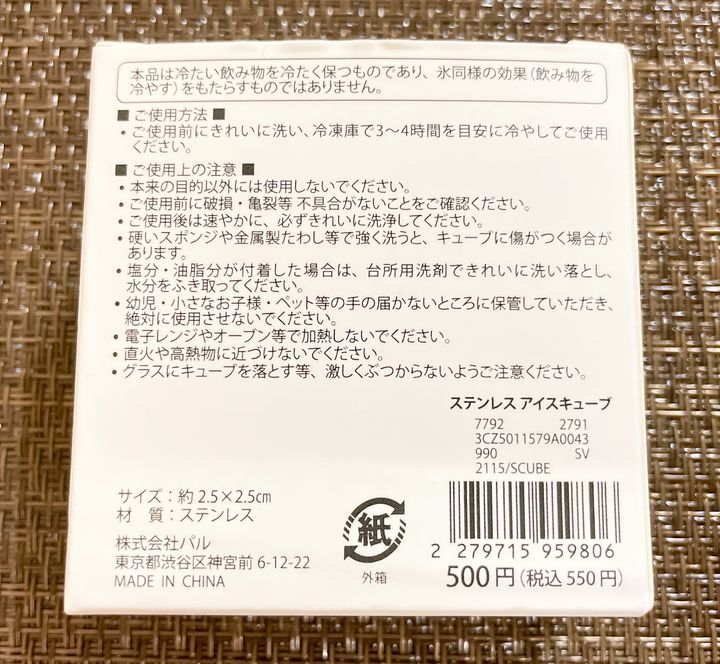 本品は冷たい飲み物を冷たく保つものであり、氷同様の効果(飲み物を
冷やす)をもたらすものではありません。
■ ご使用方法 ■
・ご使用前にきれいに洗い、冷凍庫で3〜4時間を目安に冷やしてご使用
ください。
■ ご使用上の注意 ■
・本来の目的以外には使用しないでください。
・ご使用前に破損・亀裂等 不具合がないことをご確認ください。
・ご使用後は速やかに、必ずきれいに洗浄してください。
・硬いスポンジや金属製たわし等で強く洗うと、キューブに傷がつく場合が
あります。
・塩分・油脂分が付着した場合は、台所用洗剤できれいに洗い落とし、
水分をふき取ってください。
・幼児・小さなお子様・ペット等の手の届かないところに保管していただき、
絶対に使用させないでください。
・電子レンジやオーブン等で加熱しないでください。
・直火や高熱物に近づけないでください。
・グラスにキューブを落とす等、激しくぶつからないようご注意ください。
ステンレス アイスキューブ
7792 2791
3CZ5011579A0043
990 SV
2115/SCUBE
サイズ:約 2.5×2.5㎝
材 質:ステンレス
株式会社パル
東京都渋谷区神宮前 6-12-22
MADE IN CHINA
紙
外箱
2 279715 959806
500円(税込 550円)